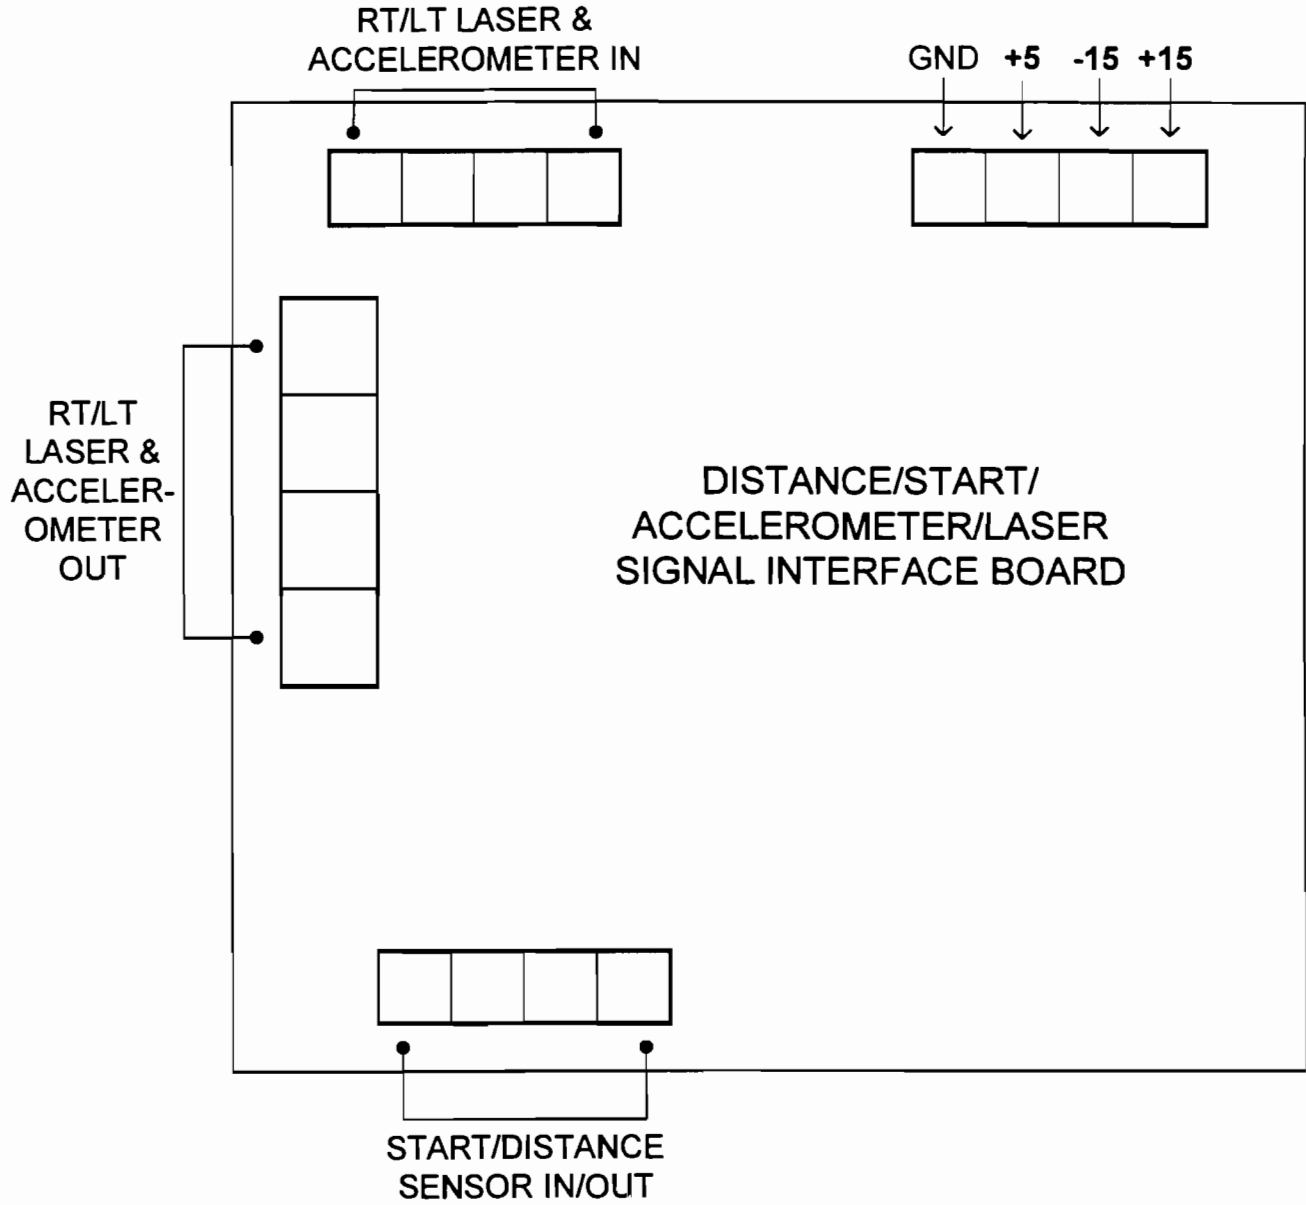 RT/LT LASER &
ACCELEROMETER IN
GND +5 -15 +15
RT/LT
LASER &
ACCELER-
OMETER
OUT
DISTANCE/START/
ACCELEROMETER/LASER
SIGNAL INTERFACE BOARD
START/DISTANCE
SENSOR IN/OUT